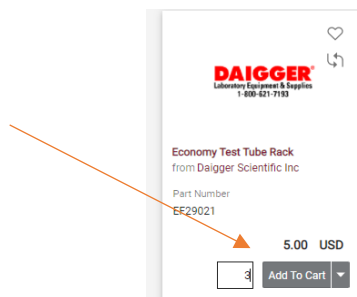 DAIGGER®
Laboratory Equipment & Supplies
1-800-621-7193
Economy Test Tube Rack
from Daigger Scientific Inc
Part Number
EF29021
5.00 USD
3 Add To Cart